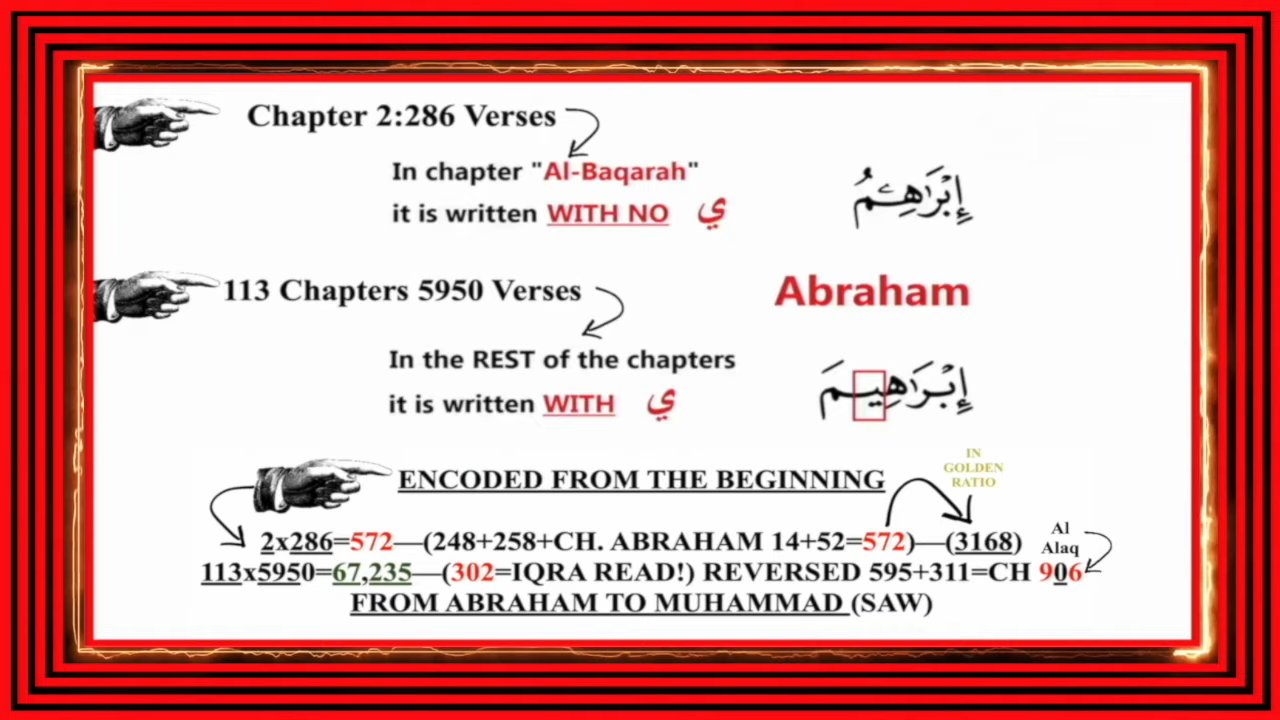 Chapter 2:286 Verses
In chapter "Al-Baqarah"
it is written WITH NO ي
إِبْرَاهِـۧمُ
113 Chapters 5950 Verses
Abraham
In the REST of the chapters
it is written WITH ي
إِبْرَاهِيمَ
ENCODED FROM THE BEGINNING
IN
GOLDEN
RATIO
2x286=572—(248+258+CH. ABRAHAM 14+52=572)—(3168)
Al
Alaq
113x5950=67,235—(302=IQRA READ!) REVERSED 595+311=CH 906
FROM ABRAHAM TO MUHAMMAD (SAW)